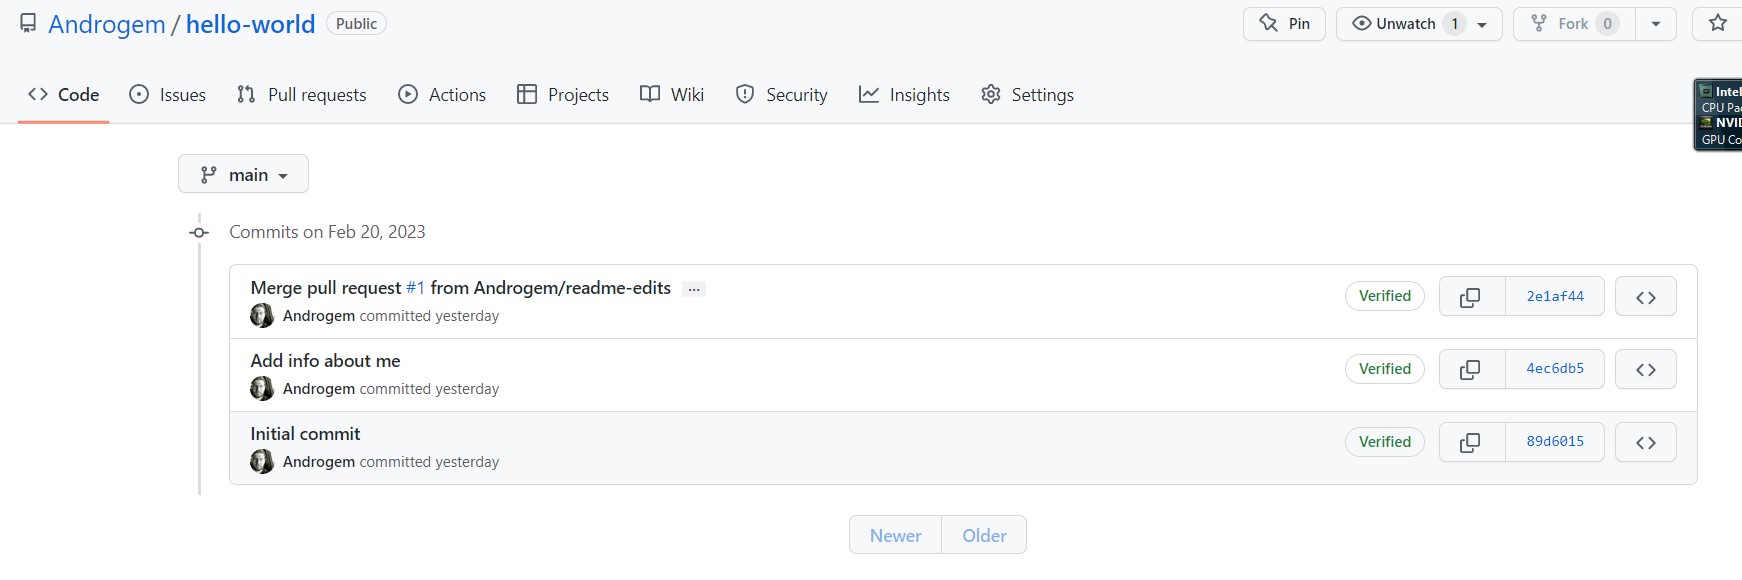 Androgem / hello-world Public
Pin Unwatch 1 Fork 0
Code Issues Pull requests Actions Projects Wiki Security Insights Settings
Intel
CPU
GPU
main
Commits on Feb 20, 2023
Merge pull request #1 from Androgem/readme-edits ...
Androgem committed yesterday
Verified 2e1af44
Add info about me
Androgem committed yesterday
Verified 4ec6db5
Initial commit
Androgem committed yesterday
Verified 89d6015
Newer Older